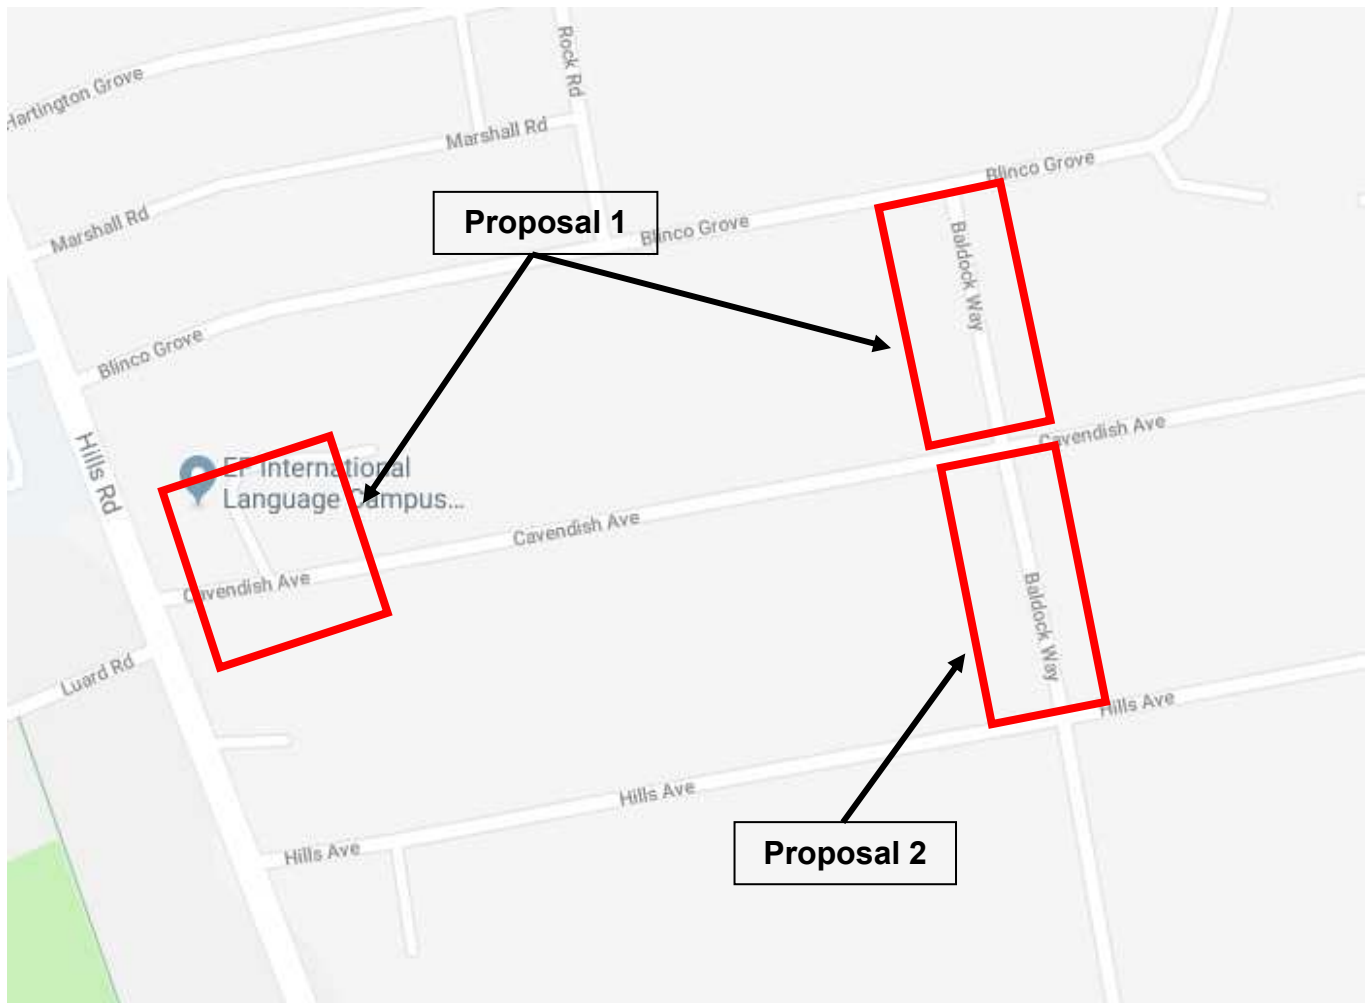 Rock Rd
Hartington Grove
Marshall Rd
Marshall Rd
Blinco Grove
Proposal 1
Blinco Grove
Baldock Way
Blinco Grove
Hills Rd
Cavendish Ave
EF International
Language Campus...
Cavendish Ave
Cavendish Ave
Baldock Way
Luard Rd
Hills Ave
Hills Ave
Hills Ave
Proposal 2